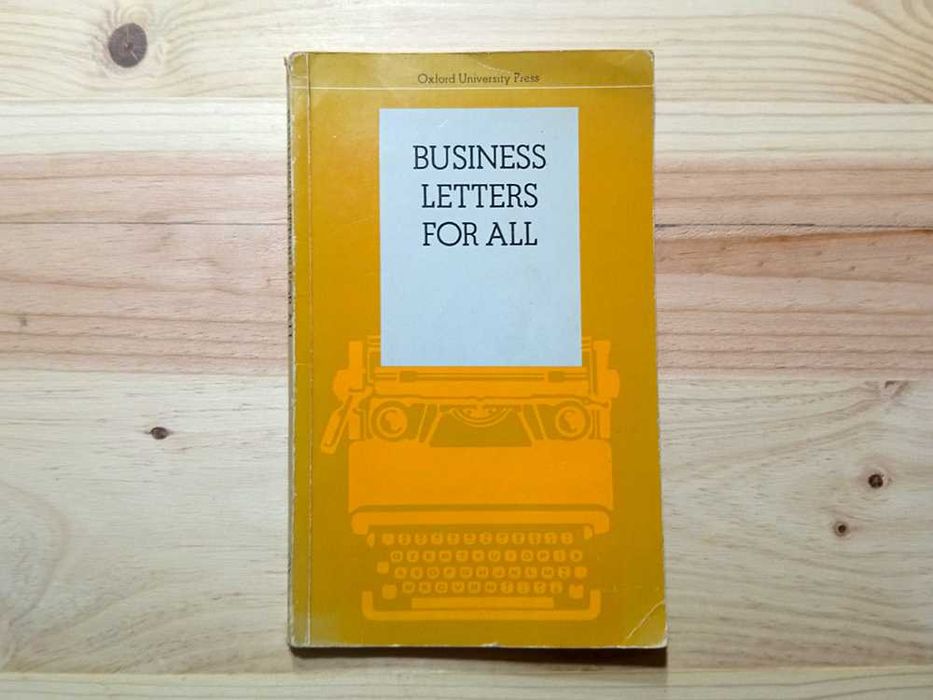 Oxford University Press
BUSINESS
LETTERS
FOR ALL